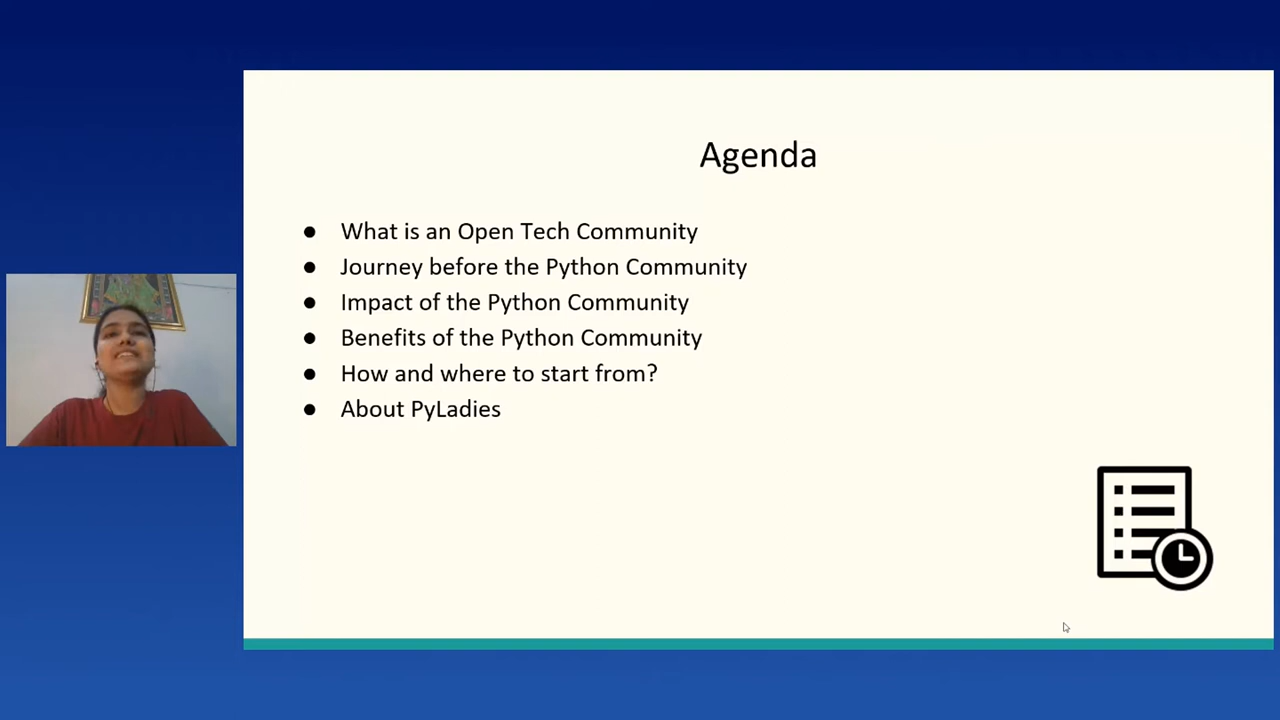 Agenda
● What is an Open Tech Community
● Journey before the Python Community
● Impact of the Python Community
● Benefits of the Python Community
● How and where to start from?
● About PyLadies